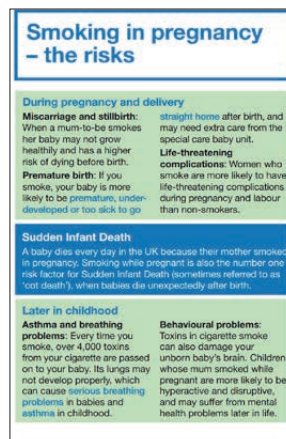 Smoking in pregnancy
– the risks
During pregnancy and delivery
Miscarriage and stillbirth:
When a mum-to-be smokes
her baby may not grow
healthily and has a higher
risk of dying before birth.
Premature birth: If you
smoke, your baby is more
likely to be premature, under-
developed or too sick to go
straight home after birth, and
may need extra care from the
special care baby unit.
Life-threatening
complications: Women who
smoke are more likely to have
life-threatening complications
during pregnancy and labour
than non-smokers.
Sudden Infant Death
A baby dies every day in the UK because their mother smoked
in pregnancy. Smoking while pregnant is also the number one
risk factor for Sudden Infant Death (sometimes referred to as
‘cot death’), when babies die unexpectedly after birth.
Later in childhood
Asthma and breathing
problems: Every time you
smoke, over 4,000 toxins
from your cigarette are passed
on to your baby. Its lungs may
not develop properly, which
can cause serious breathing
problems in babies and
asthma in childhood.
Behavioural problems:
Toxins in cigarette smoke
can also damage your
unborn baby's brain. Children
whose mum smoked while
pregnant are more likely to be
hyperactive and disruptive,
and may suffer from mental
health problems later in life.